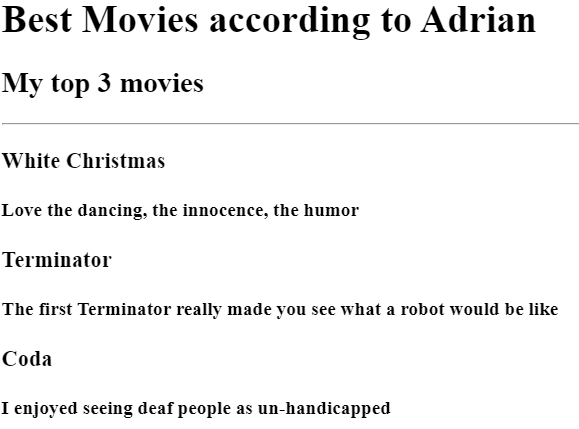 Best Movies according to Adrian
My top 3 movies
White Christmas
Love the dancing, the innocence, the humor
Terminator
The first Terminator really made you see what a robot would be like
Coda
I enjoyed seeing deaf people as un-handicapped